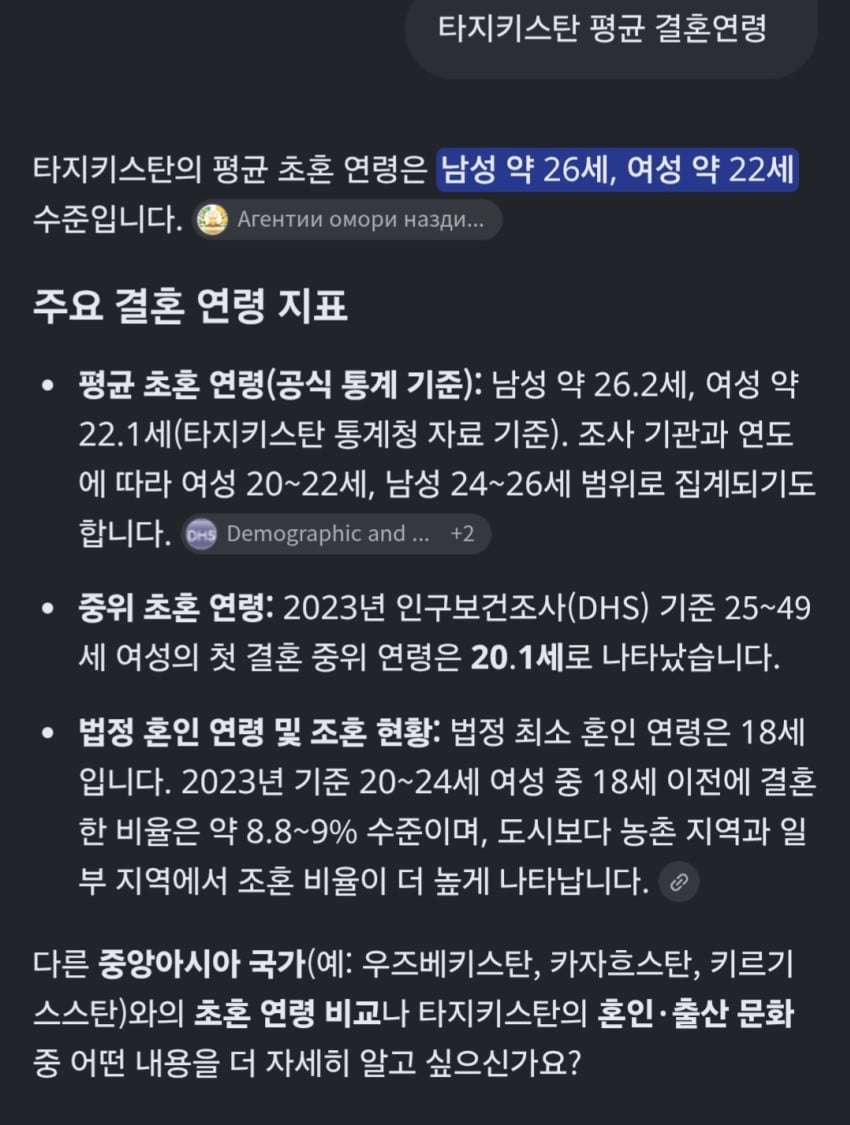 타지키스탄 평균 결혼연령
타지키스탄의 평균 초혼 연령은 남성 약 26세, 여성 약 22세
수준입니다. Агентии омори назди...
주요 결혼 연령 지표
• 평균 초혼 연령(공식 통계 기준): 남성 약 26.2세, 여성 약
22.1세(타지키스탄 통계청 자료 기준). 조사 기관과 연도
에 따라 여성 20~22세, 남성 24~26세 범위로 집계되기도
합니다. DHS Demographic and ... +2
• 중위 초혼 연령: 2023년 인구보건조사(DHS) 기준 25~49
세 여성의 첫 결혼 중위 연령은 20.1세로 나타났습니다.
• 법정 혼인 연령 및 조혼 현황: 법정 최소 혼인 연령은 18세
입니다. 2023년 기준 20~24세 여성 중 18세 이전에 결혼
한 비율은 약 8.8~9% 수준이며, 도시보다 농촌 지역과 일
부 지역에서 조혼 비율이 더 높게 나타납니다.
다른 중앙아시아 국가(예: 우즈베키스탄, 카자흐스탄, 키르기
스스탄)와의 초혼 연령 비교나 타지키스탄의 혼인·출산 문화
중 어떤 내용을 더 자세히 알고 싶으신가요?